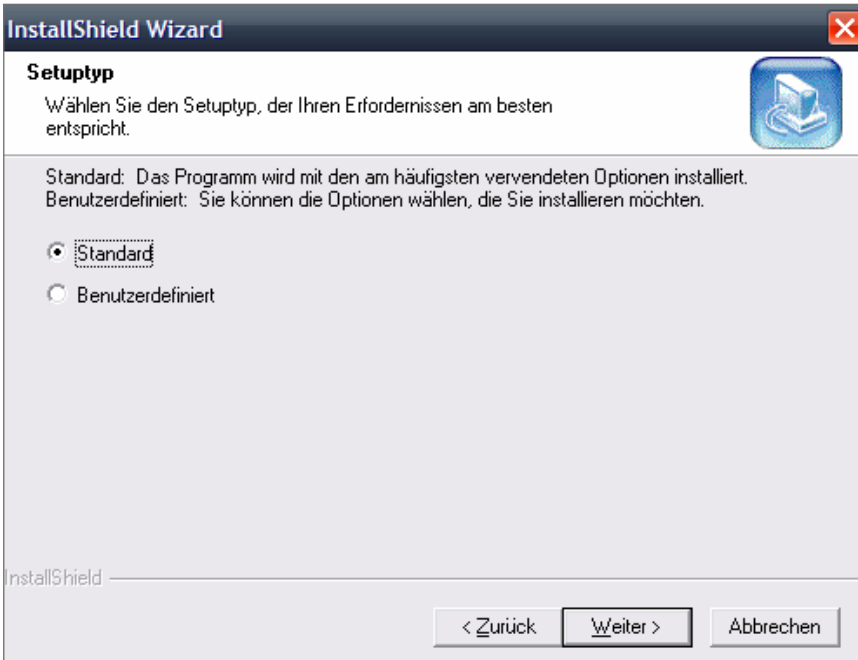 InstallShield Wizard
Setuptyp
Wählen Sie den Setuptyp, der Ihren Erfordernissen am besten
entspricht.
Standard: Das Programm wird mit den am häufigsten vervendeten Optionen installiert.
Benutzerdefiniert: Sie können die Optionen wählen, die Sie installieren möchten.
Standard
Benutzerdefiniert
InstallShield
< Zurück Weiter > Abbrechen